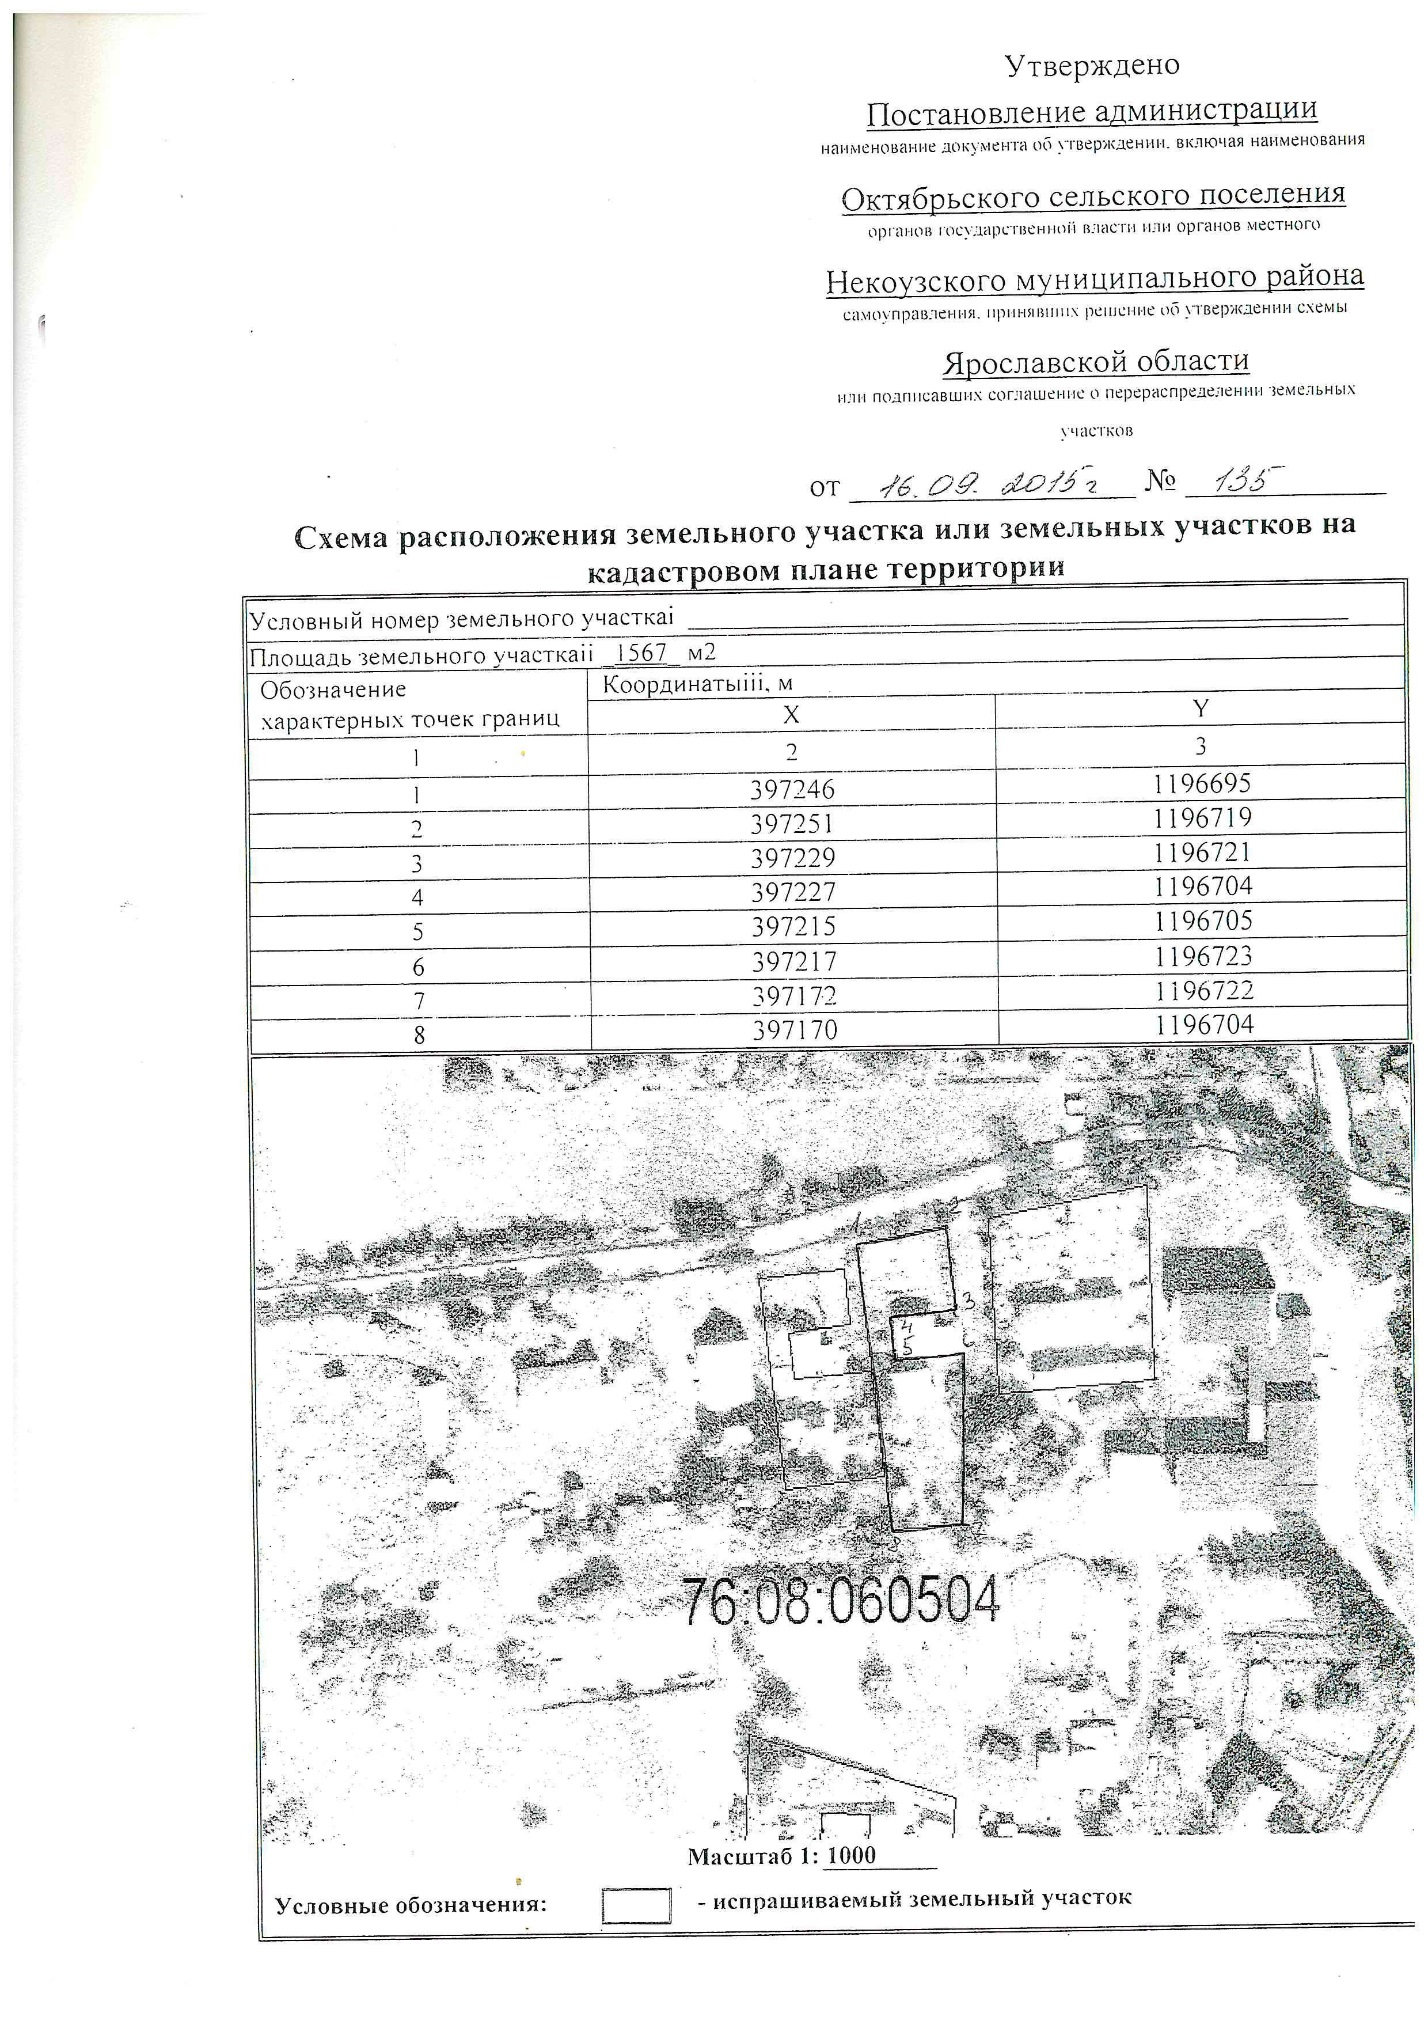 Утверждено
Постановление администрации
наименование документа об утверждении, включая наименования
Октябрьского сельского поселения
органов государственной власти или органов местного
Некоузского муниципального района
самоуправления, принявших решение об утверждении схемы
Ярославской области
или подписавших соглашение о перераспределении земельных
участков
от 16.09. 2015г № 135
Схема расположения земельного участка или земельных участков на
кадастровом плане территории
Условный номер земельного участкаi
Площадь земельного участкаii 1567 м2
Обозначение характерных точек границ Координатыiii, м
X Y
1 2 3
1 397246 1196695
2 397251 1196719
3 397229 1196721
4 397227 1196704
5 397215 1196705
6 397217 1196723
7 397172 1196722
8 397170 1196704
1 2
3
4
5 6
8 7
76:08:060504
Масштаб 1: 1000
Условные обозначения: - испрашиваемый земельный участок